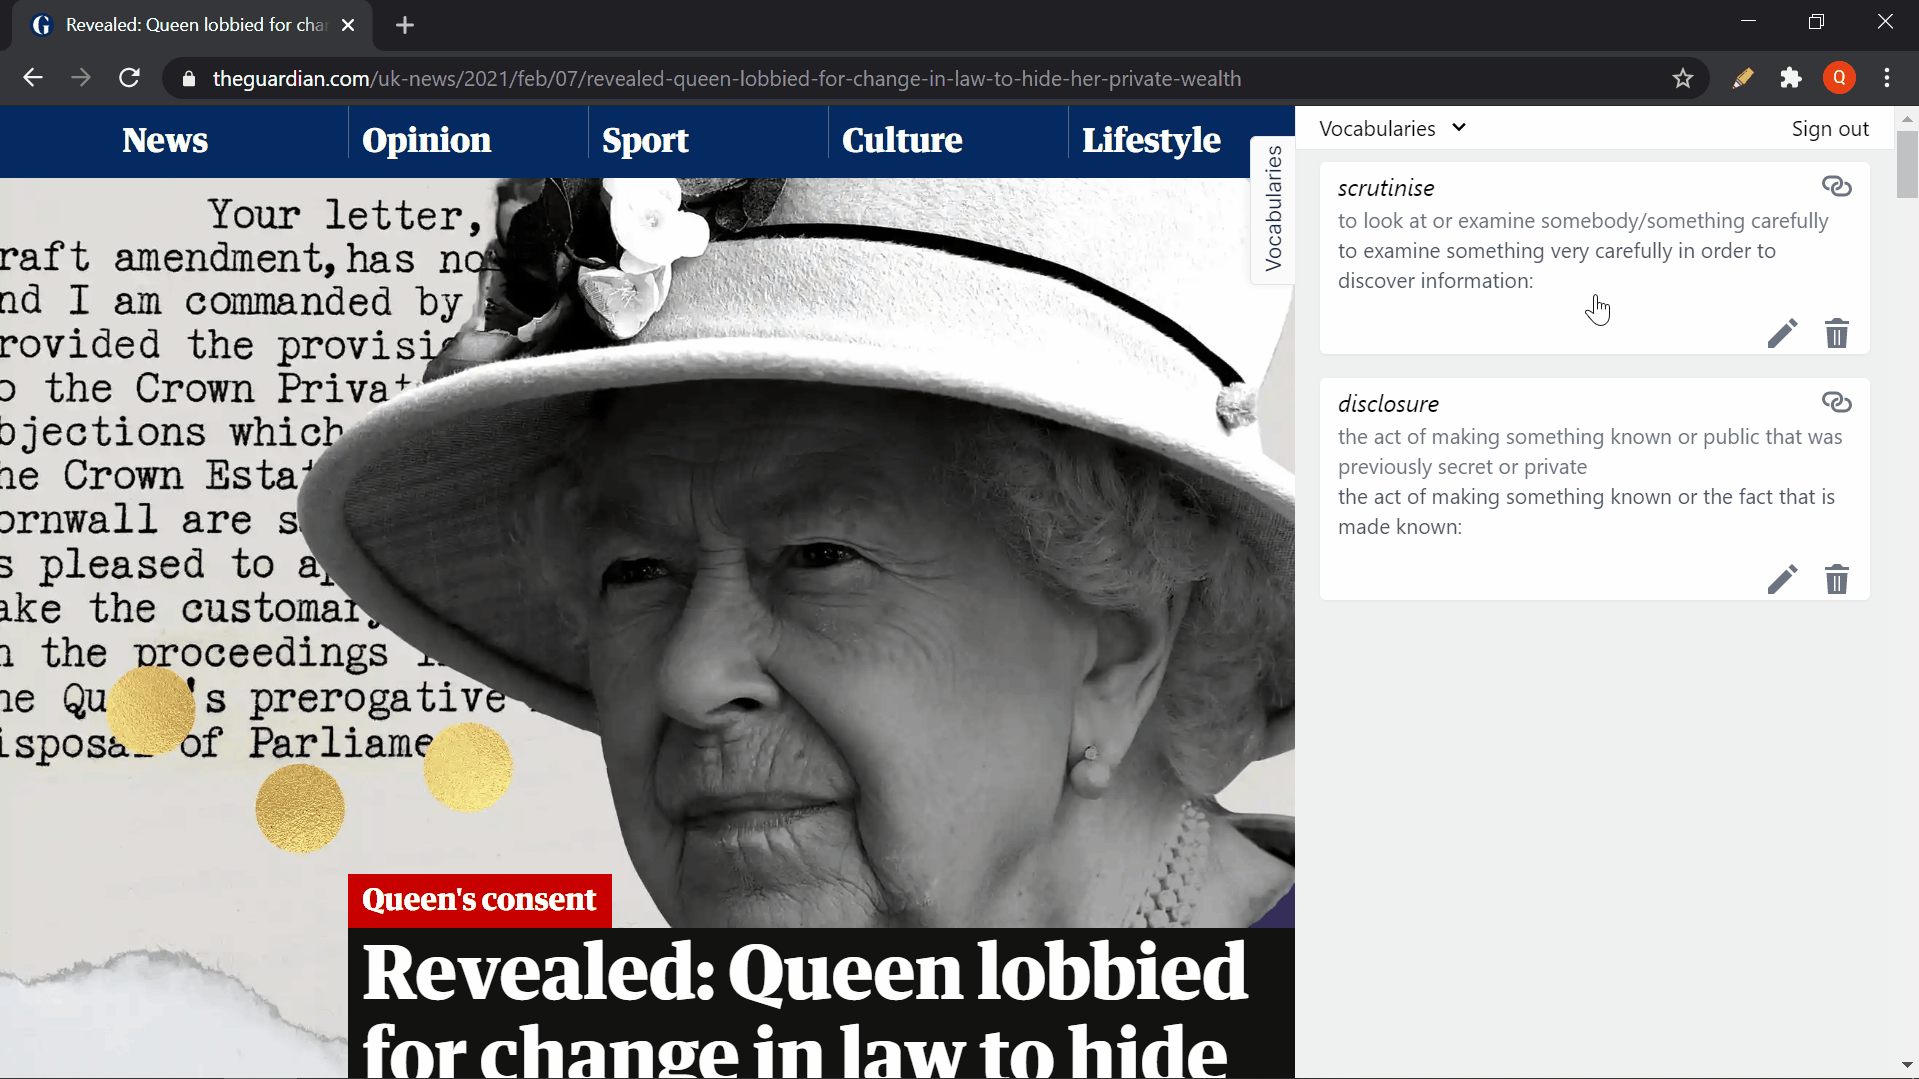 Revealed: Queen lobbied for cha
theguardian.com/uk-news/2021/feb/07/revealed-queen-lobbied-for-change-in-law-to-hide-her-private-wealth
Q
News
Opinion
Sport
Culture
Lifestyle
Vocabularies
Vocabularies
Sign out
scrutinise
to look at or examine somebody/something carefully
to examine something very carefully in order to
discover information:
disclosure
the act of making something known or public that was
previously secret or private
the act of making something known or the fact that is
made known:
Your letter,
raft amendment, has no
nd I am commanded by
rovided the provisi
o the Crown Privat
bjections which
he Crown Estat
ornwall are s
s pleased to a
ake the customar
n the proceedings
he Qu 's prerogative
isposal of Parliame
Queen's consent
Revealed: Queen lobbied
for change in law to hide